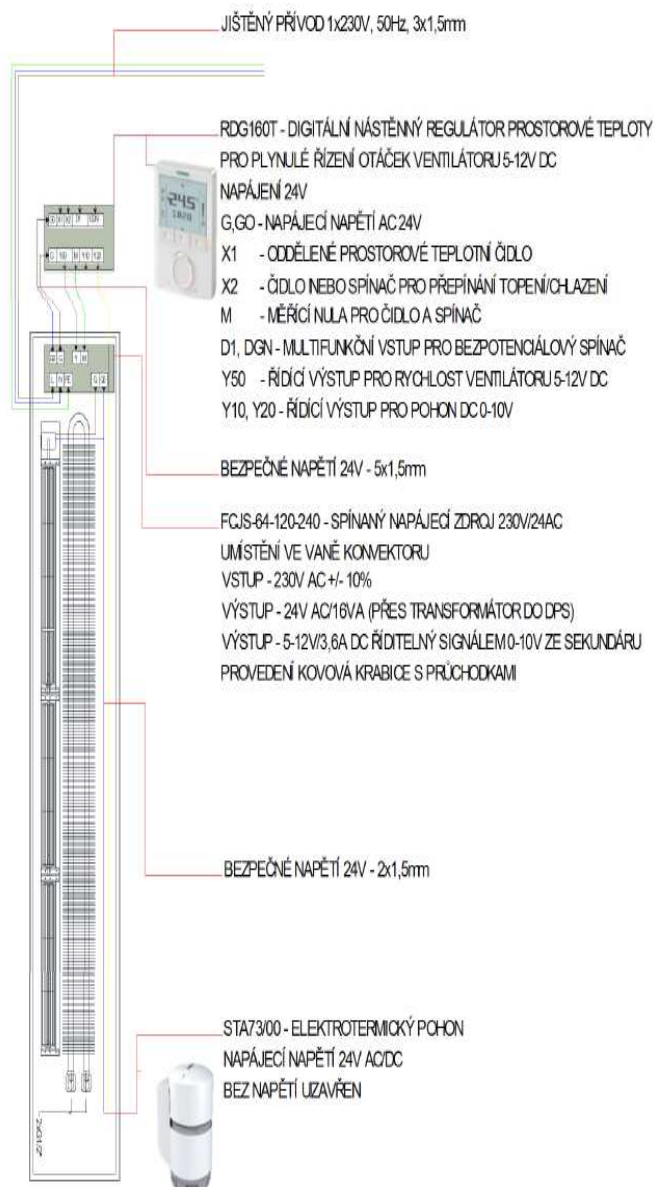 JIŠTĚNÝ PŘÍVOD 1x230V, 50Hz, 3x1,5mm
RDG160T - DIGITÁLNÍ NÁSTĚNNÝ REGULÁTOR PROSTOROVÉ TEPLOTY
PRO PLYNULÉ ŘÍZENÍ OTÁČEK VENTILÁTORU 5-12V DC
NAPÁJENÍ 24V
G,GO - NAPÁJECÍ NAPĚTÍ AC 24V
X1 - ODDĚLENÉ PROSTOROVÉ TEPLOTNÍ ČIDLO
X2 - ČIDLO NEBO SPÍNAČ PRO PŘEPÍNÁNÍ TOPENÍ/CHLAZENÍ
M - MĚŘÍCÍ NULA PRO ČIDLO A SPÍNAČ
D1, DGN - MULTIFUNKČNÍ VSTUP PRO BEZPOTENCIÁLOVÝ SPÍNAČ
Y50 - ŘÍDÍCÍ VÝSTUP PRO RYCHLOST VENTILÁTORU 5-12V DC
Y10, Y20 - ŘÍDÍCÍ VÝSTUP PRO POHON DC 0-10V
BEZPEČNÉ NAPĚTÍ 24V - 5x1,5mm
FCJS-64-120-240 - SPÍNANÝ NAPÁJECÍ ZDROJ 230V/24AC
UMÍSTĚNÍ VE VANĚ KONVEKTORU
VSTUP - 230V AC +/- 10%
VÝSTUP - 24V AC/16VA (PŘES TRANSFORMÁTOR DO DPS)
VÝSTUP - 5-12V/3,6A DC ŘÍDITELNÝ SIGNÁLEM 0-10V ZE SEKUNDÁRU
PROVEDENÍ KOVOVÁ KRABICE S PRŮCHODKAMI
BEZPEČNÉ NAPĚTÍ 24V - 2x1,5mm
STA73/00 - ELEKTROTERMICKÝ POHON
NAPÁJECÍ NAPĚTÍ 24V AC/DC
BEZ NAPĚTÍ UZAVŘEN
2xG1/2"